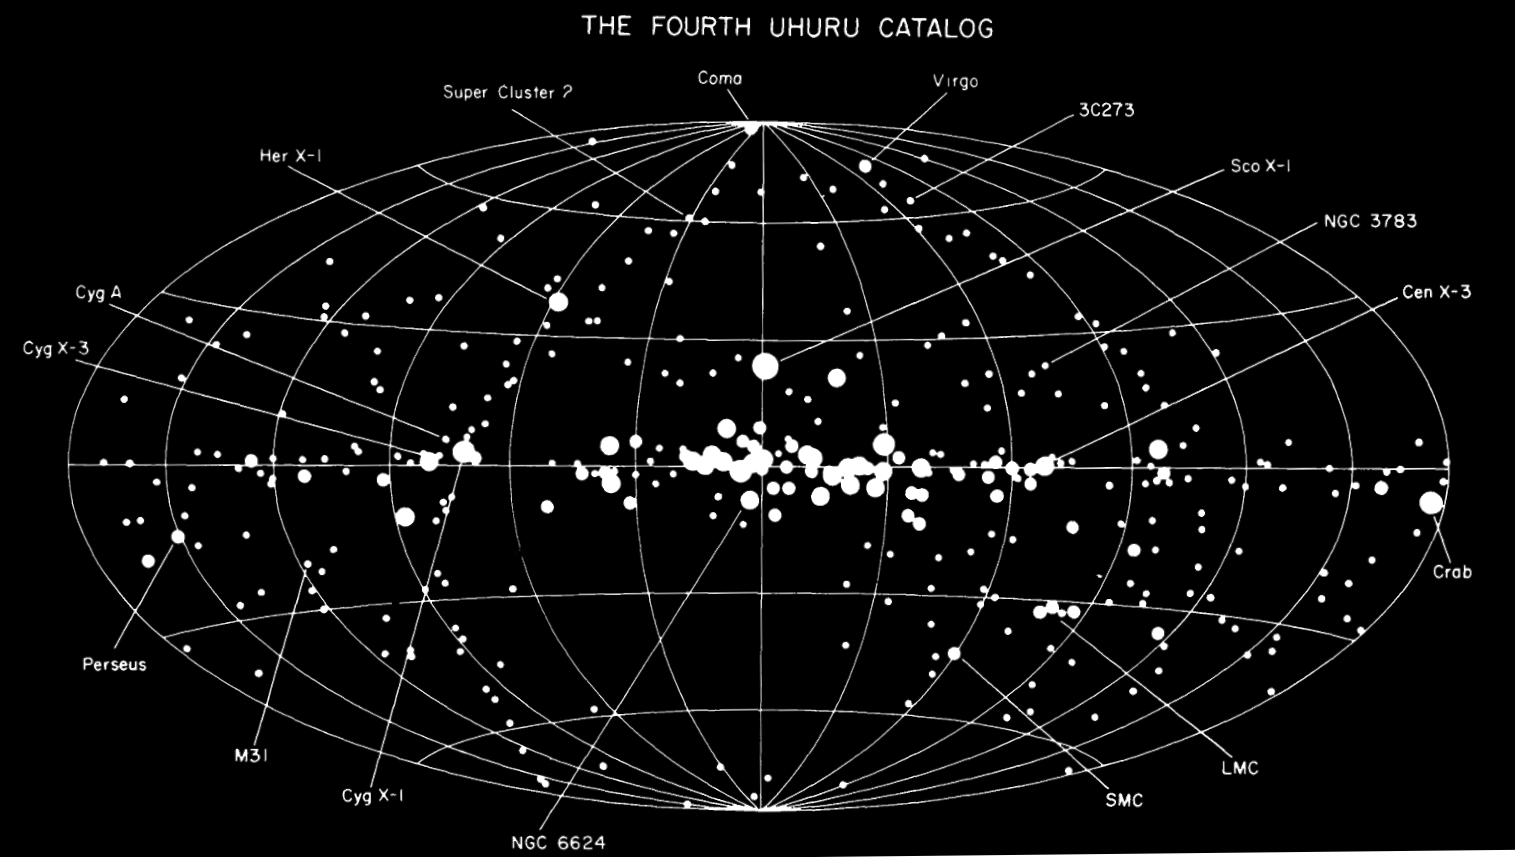 THE FOURTH UHURU CATALOG
Coma
Virgo
Super Cluster ?
3C273
Her X-1
Sco X-1
NGC 3783
Cyg A
Cen X-3
Cyg X-3
Crab
Perseus
M31
LMC
Cyg X-1
SMC
NGC 6624